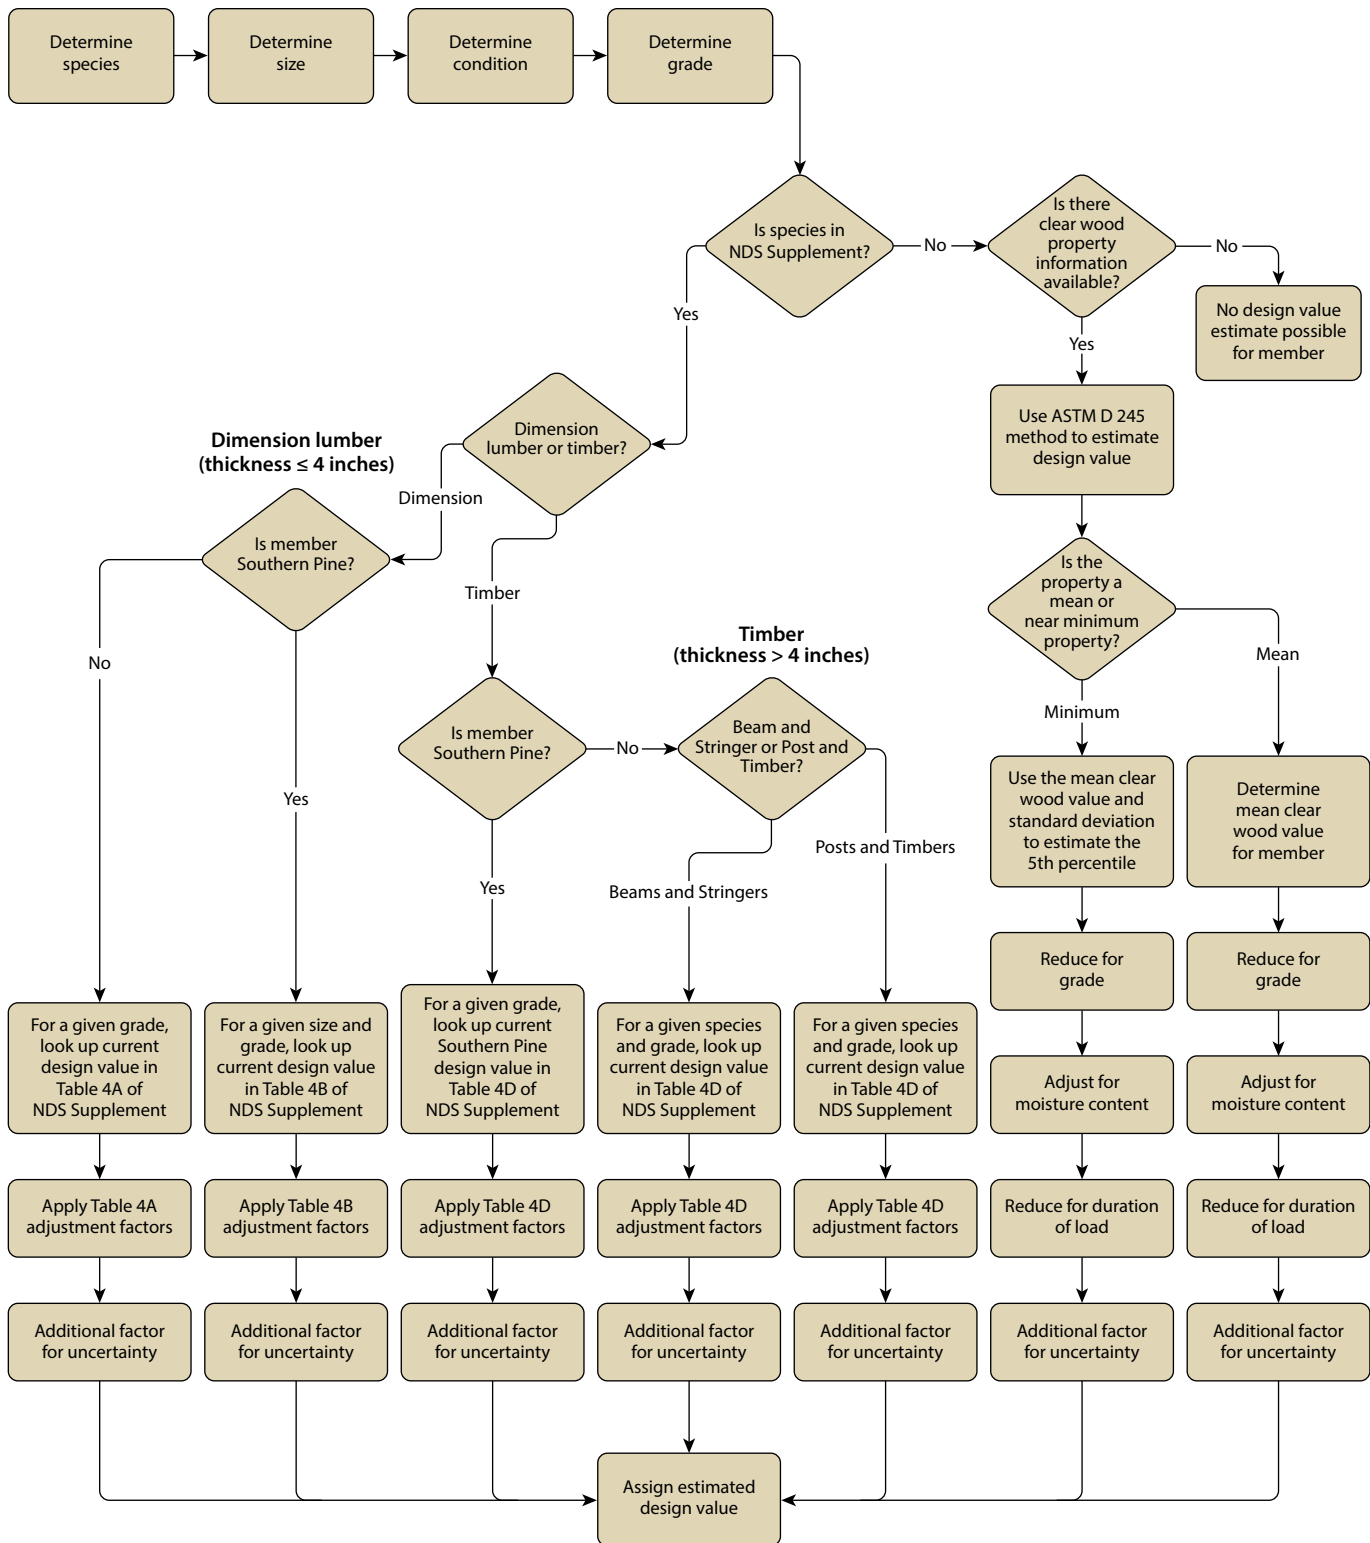 Determine
species
Determine
size
Determine
condition
Determine
grade
Is species in
NDS Supplement?
No
Is there
clear wood
property
information
available?
No
No design value
estimate possible
for member
Yes
Yes
Use ASTM D 245
method to estimate
design value
Dimension
lumber or timber?
Dimension lumber
(thickness ≤ 4 inches)
Dimension
Is member
Southern Pine?
Timber
Is the
property a
mean or
near minimum
property?
Mean
Minimum
No
Yes
Timber
(thickness > 4 inches)
Is member
Southern Pine?
No
Beam and
Stringer or Post and
Timber?
Yes
Beams and Stringers
Posts and Timbers
Use the mean clear
wood value and
standard deviation
to estimate the
5th percentile
Determine
mean clear
wood value
for member
Reduce for
grade
Reduce for
grade
For a given grade,
look up current
design value in
Table 4A of
NDS Supplement
For a given size and
grade, look up
current design value
in Table 4B of
NDS Supplement
For a given grade,
look up current
Southern Pine
design value in
Table 4D of
NDS Supplement
For a given species
and grade, look up
current design value
in Table 4D of
NDS Supplement
For a given species
and grade, look up
current design value
in Table 4D of
NDS Supplement
Adjust for
moisture content
Adjust for
moisture content
Apply Table 4A
adjustment factors
Apply Table 4B
adjustment factors
Apply Table 4D
adjustment factors
Apply Table 4D
adjustment factors
Apply Table 4D
adjustment factors
Reduce for duration
of load
Reduce for duration
of load
Additional factor
for uncertainty
Additional factor
for uncertainty
Additional factor
for uncertainty
Additional factor
for uncertainty
Additional factor
for uncertainty
Additional factor
for uncertainty
Additional factor
for uncertainty
Assign estimated
design value